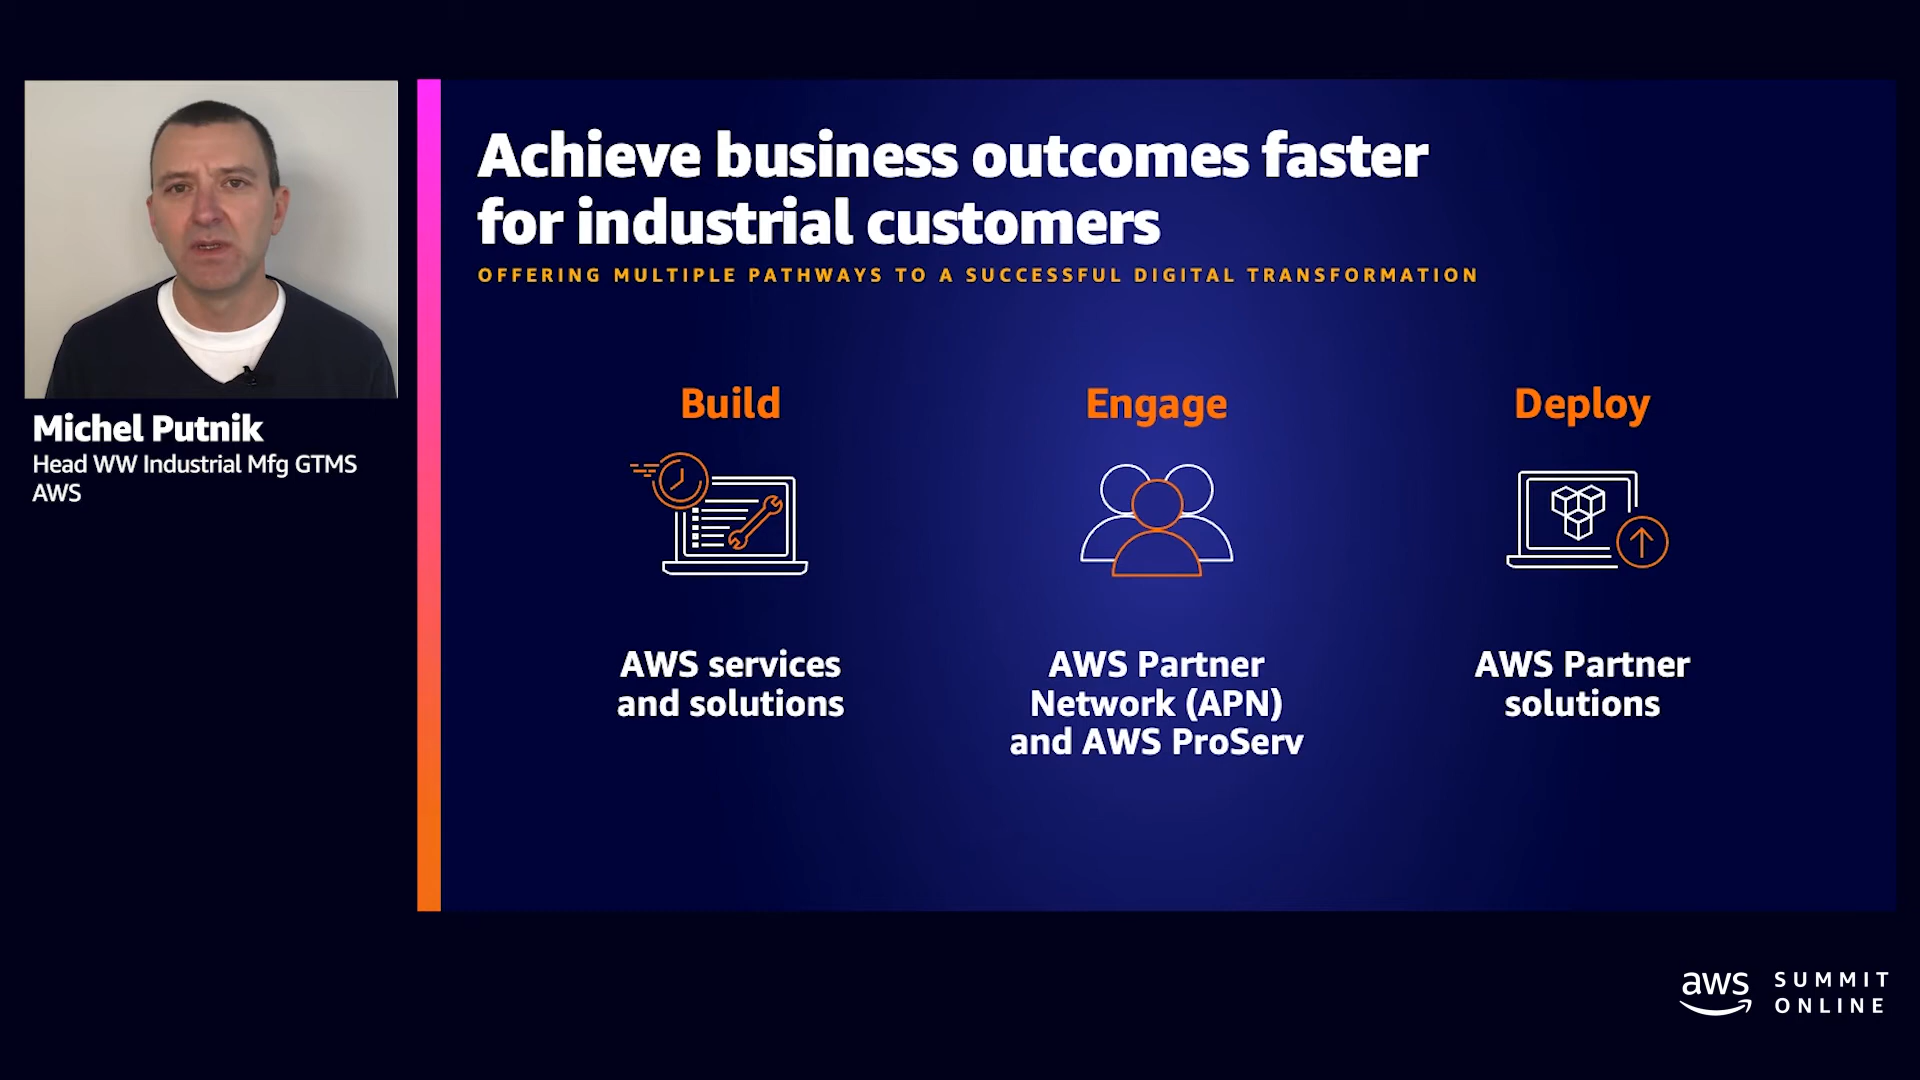 Achieve business outcomes faster
for industrial customers
OFFERING MULTIPLE PATHWAYS TO A SUCCESSFUL DIGITAL TRANSFORMATION
Build
Engage
Deploy
AWS services
and solutions
AWS Partner
Network (APN)
and AWS ProServ
AWS Partner
solutions
Michel Putnik
Head WW Industrial Mfg GTMS
AWS
aws
SUMMIT
ONLINE